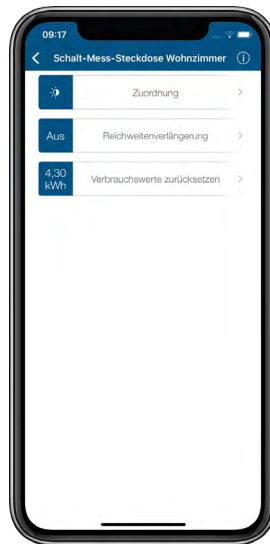 09:17
Schalt-Mess-Steckdose Wohnzimmer
Zuordnung
Aus
Reichweitenverlängerung
4,30
kWh
Verbrauchswerte zurücksetzen